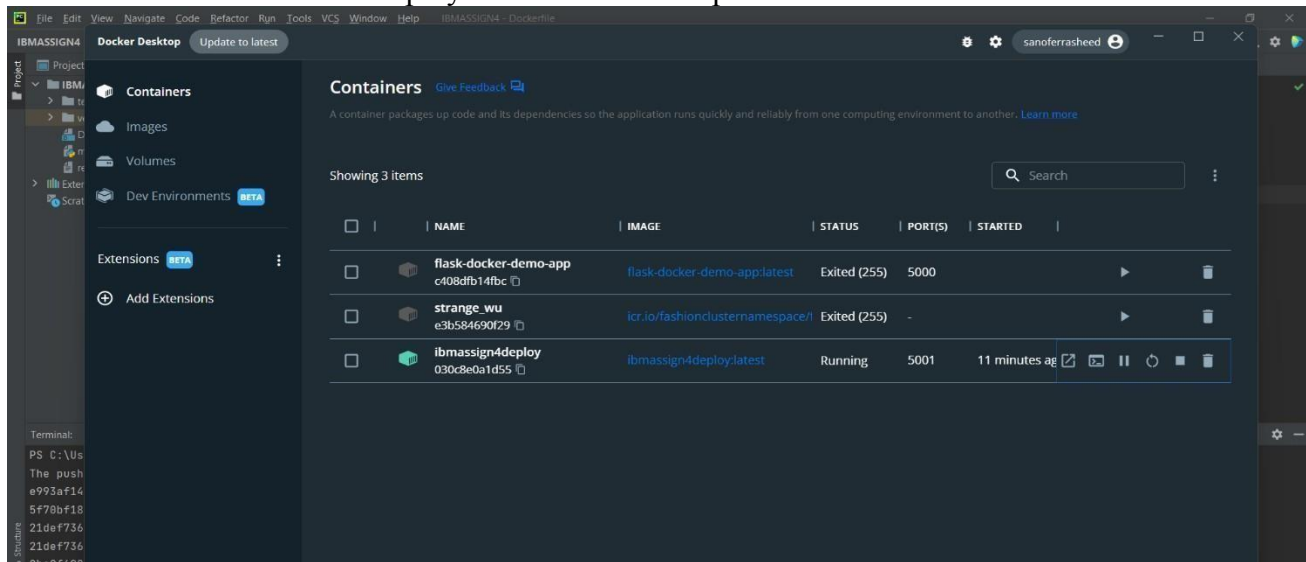 File Edit View Navigate Code Refactor Run Tools VCS Window Help IBMASSIGN4 - Dockerfile
IBMASSIGN4
Docker Desktop Update to latest sanoferrasheed
Project
Project
Containers
Images
Volumes
Dev Environments BETA
Extensions BETA
Add Extensions
Containers Give Feedback
A container packages up code and its dependencies so the application runs quickly and reliably from one computing environment to another. Learn more
Showing 3 items Search
NAME IMAGE STATUS PORT(S) STARTED
flask-docker-demo-app flask-docker-demo-app:latest Exited (255) 5000
c408dfb14fbc
strange_wu icr.io/fashionclusternamespace/ Exited (255) -
e3b584690f29
ibmassign4deploy ibmassign4deploy:latest Running 5001 11 minutes ag
030c8e0a1d55
Terminal:
PS C:\Us
The push
e993af14
5f70bf18
21def736
21def736
Structure